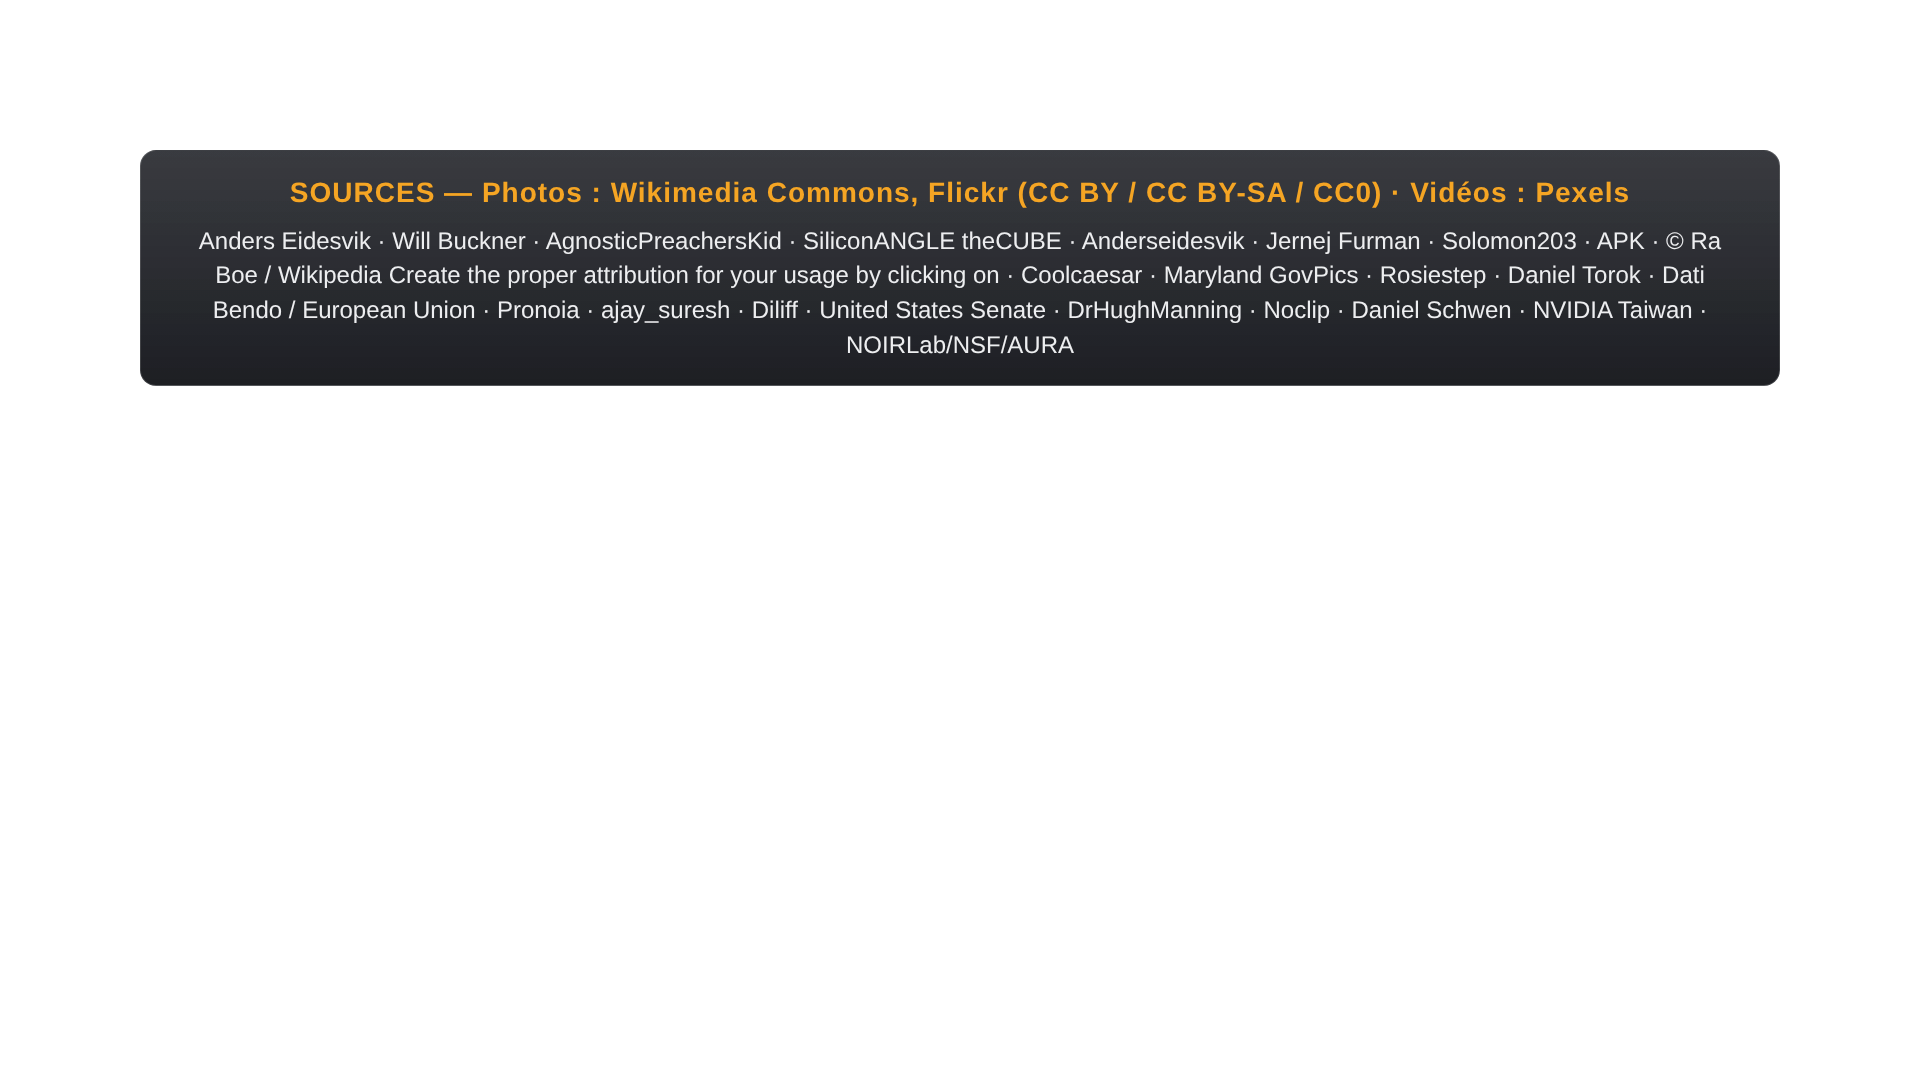 SOURCES — Photos : Wikimedia Commons, Flickr (CC BY / CC BY-SA / CC0) · Vidéos : Pexels
Anders Eidesvik · Will Buckner · AgnosticPreachersKid · SiliconANGLE theCUBE · Anderseidesvik · Jernej Furman · Solomon203 · APK · © Ra
Boe / Wikipedia Create the proper attribution for your usage by clicking on · Coolcaesar · Maryland GovPics · Rosiestep · Daniel Torok · Dati
Bendo / European Union · Pronoia · ajay_suresh · Diliff · United States Senate · DrHughManning · Noclip · Daniel Schwen · NVIDIA Taiwan ·
NOIRLab/NSF/AURA